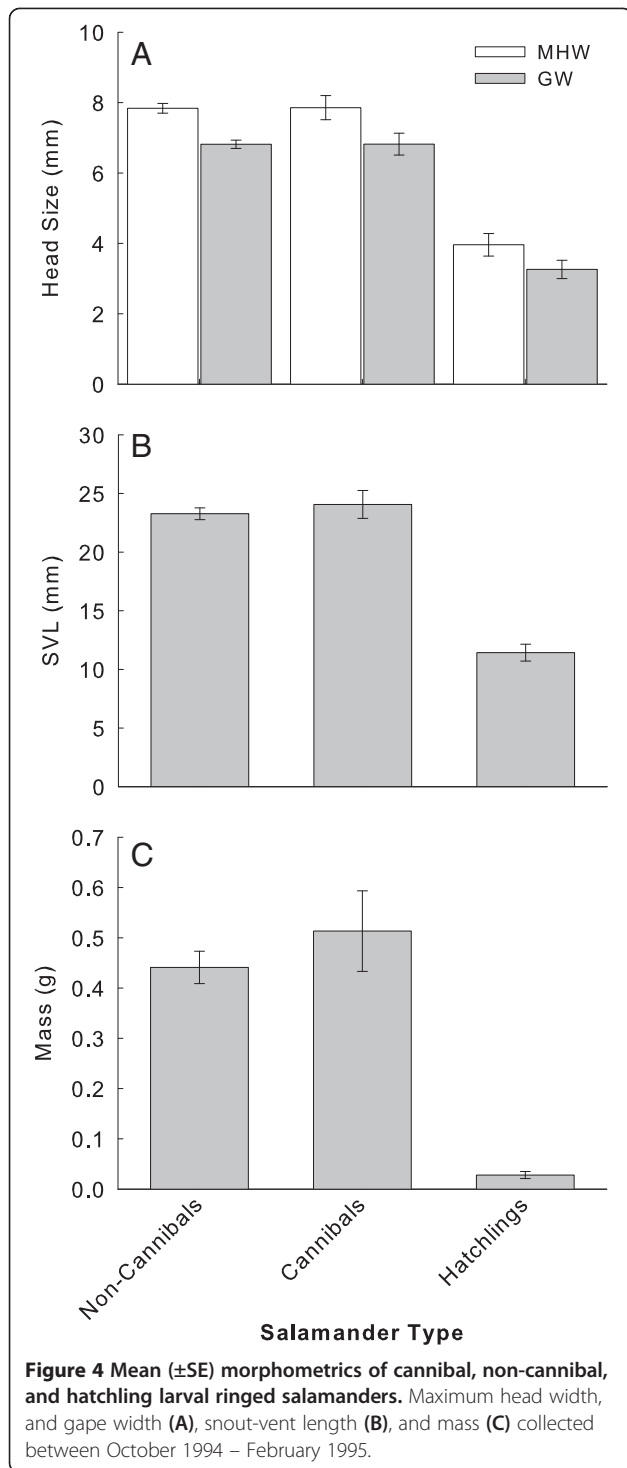 A
MHW
GW
10
8
6
4
2
0
Head Size (mm)
B
30
25
20
15
10
5
0
SVL (mm)
C
0.7
0.6
0.5
0.4
0.3
0.2
0.1
0.0
Mass (g)
Non-Cannibals
Cannibals
Hatchlings
Salamander Type
Figure 4 Mean (±SE) morphometrics of cannibal, non-cannibal,
and hatchling larval ringed salamanders. Maximum head width,
and gape width (A), snout-vent length (B), and mass (C) collected
between October 1994 – February 1995.